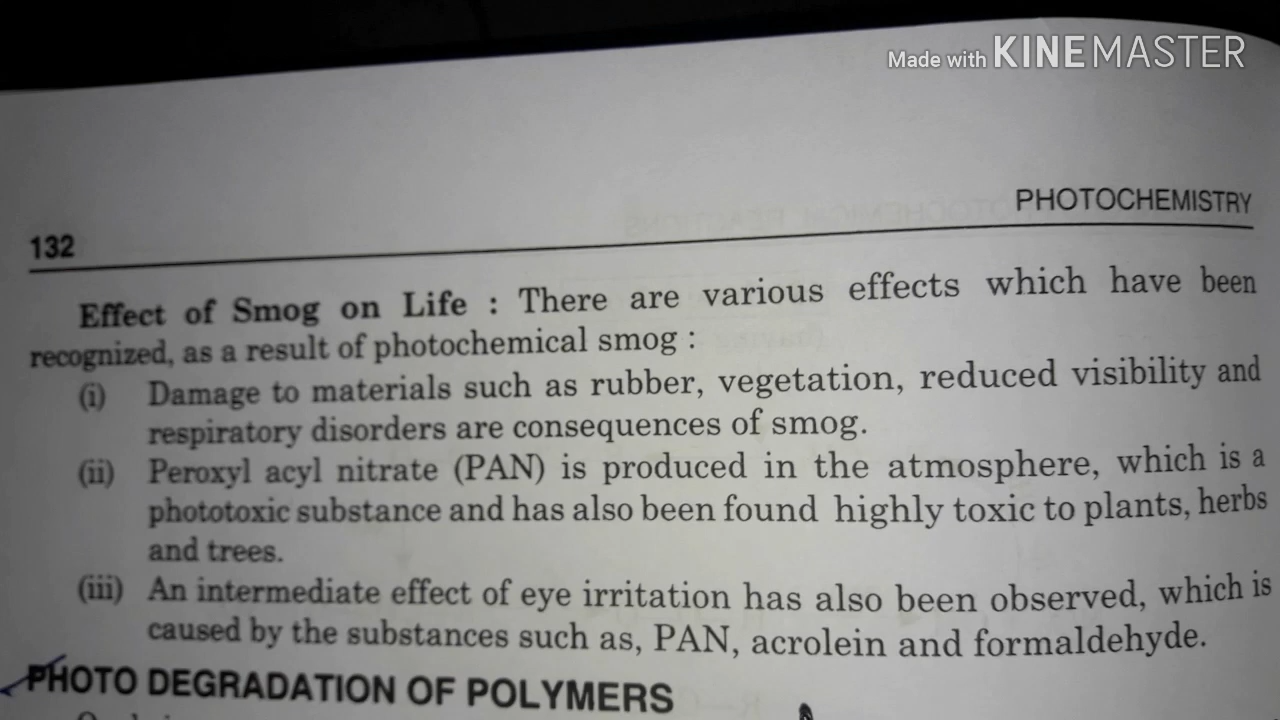 Made with KINEMASTER
PHOTOCHEMISTRY
132
Effect of Smog on Life : There are various effects which have been
recognized, as a result of photochemical smog :
(i) Damage to materials such as rubber, vegetation, reduced visibility and
respiratory disorders are consequences of smog.
(ii) Peroxyl acyl nitrate (PAN) is produced in the atmosphere, which is a
phototoxic substance and has also been found highly toxic to plants, herbs
and trees.
(iii) An intermediate effect of eye irritation has also been observed, which is
caused by the substances such as, PAN, acrolein and formaldehyde.
PHOTO DEGRADATION OF POLYMERS